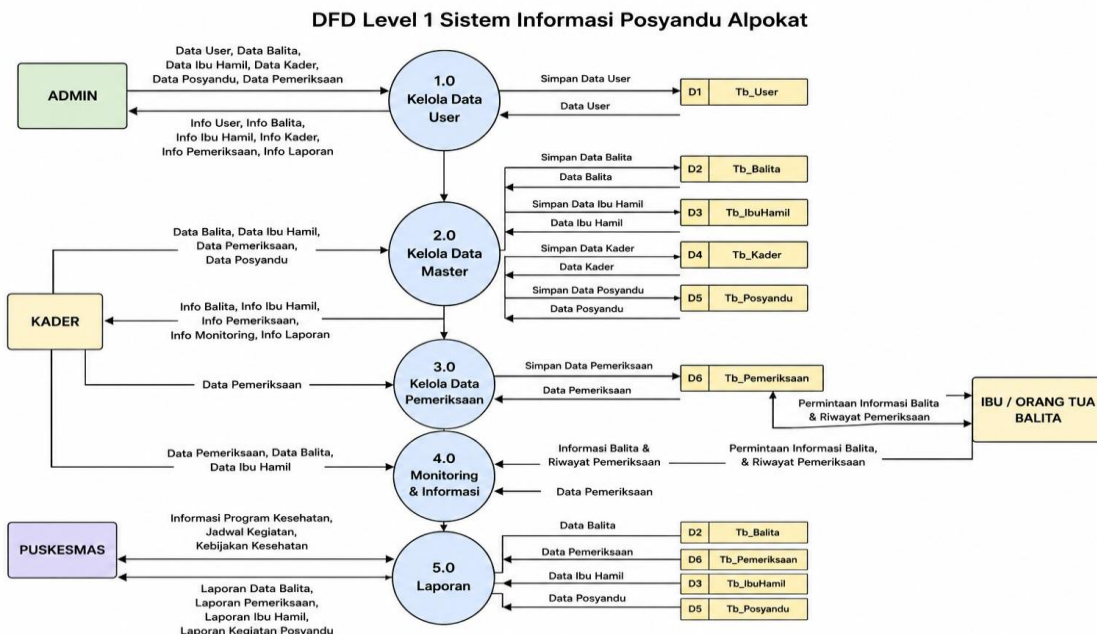 DFD Level 1 Sistem Informasi Posyandu Alpokat
ADMIN
Data User, Data Balita,
Data Ibu Hamil, Data Kader,
Data Posyandu, Data Pemeriksaan
Info User, Info Balita,
Info Ibu Hamil, Info Kader,
Info Pemeriksaan, Info Laporan
1.0
Kelola Data
User
Simpan Data User
Data User
D1 Tb_User
Simpan Data Balita
Data Balita
D2 Tb_Balita
Simpan Data Ibu Hamil
Data Ibu Hamil
D3 Tb_IbuHamil
Data Balita, Data Ibu Hamil,
Data Pemeriksaan,
Data Posyandu
2.0
Kelola Data
Master
Simpan Data Kader
Data Kader
D4 Tb_Kader
Simpan Data Posyandu
Data Posyandu
D5 Tb_Posyandu
KADER
Info Balita, Info Ibu Hamil,
Info Pemeriksaan,
Info Monitoring, Info Laporan
Data Pemeriksaan
3.0
Kelola Data
Pemeriksaan
Simpan Data Pemeriksaan
Data Pemeriksaan
D6 Tb_Pemeriksaan
Permintaan Informasi Balita
& Riwayat Pemeriksaan
IBU / ORANG TUA
BALITA
Data Pemeriksaan, Data Balita,
Data Ibu Hamil
4.0
Monitoring
& Informasi
Informasi Balita &
Riwayat Pemeriksaan
Permintaan Informasi Balita,
& Riwayat Pemeriksaan
Data Pemeriksaan
PUSKESMAS
Informasi Program Kesehatan,
Jadwal Kegiatan,
Kebijakan Kesehatan
Laporan Data Balita,
Laporan Pemeriksaan,
Laporan Ibu Hamil,
Laporan Kegiatan Posyandu
5.0
Laporan
Data Balita
D2 Tb_Balita
Data Pemeriksaan
D6 Tb_Pemeriksaan
Data Ibu Hamil
D3 Tb_IbuHamil
Data Posyandu
D5 Tb_Posyandu